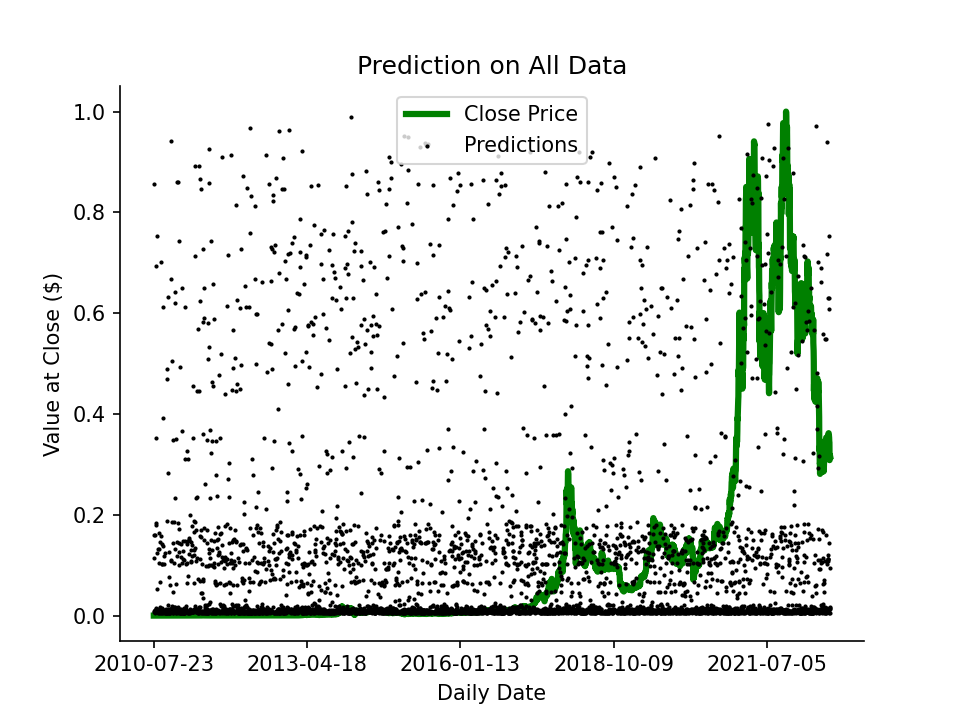 Prediction on All Data
Close Price
Predictions
Value at Close ($)
1.0
0.8
0.6
0.4
0.2
0.0
2010-07-23 2013-04-18 2016-01-13 2018-10-09 2021-07-05
Daily Date